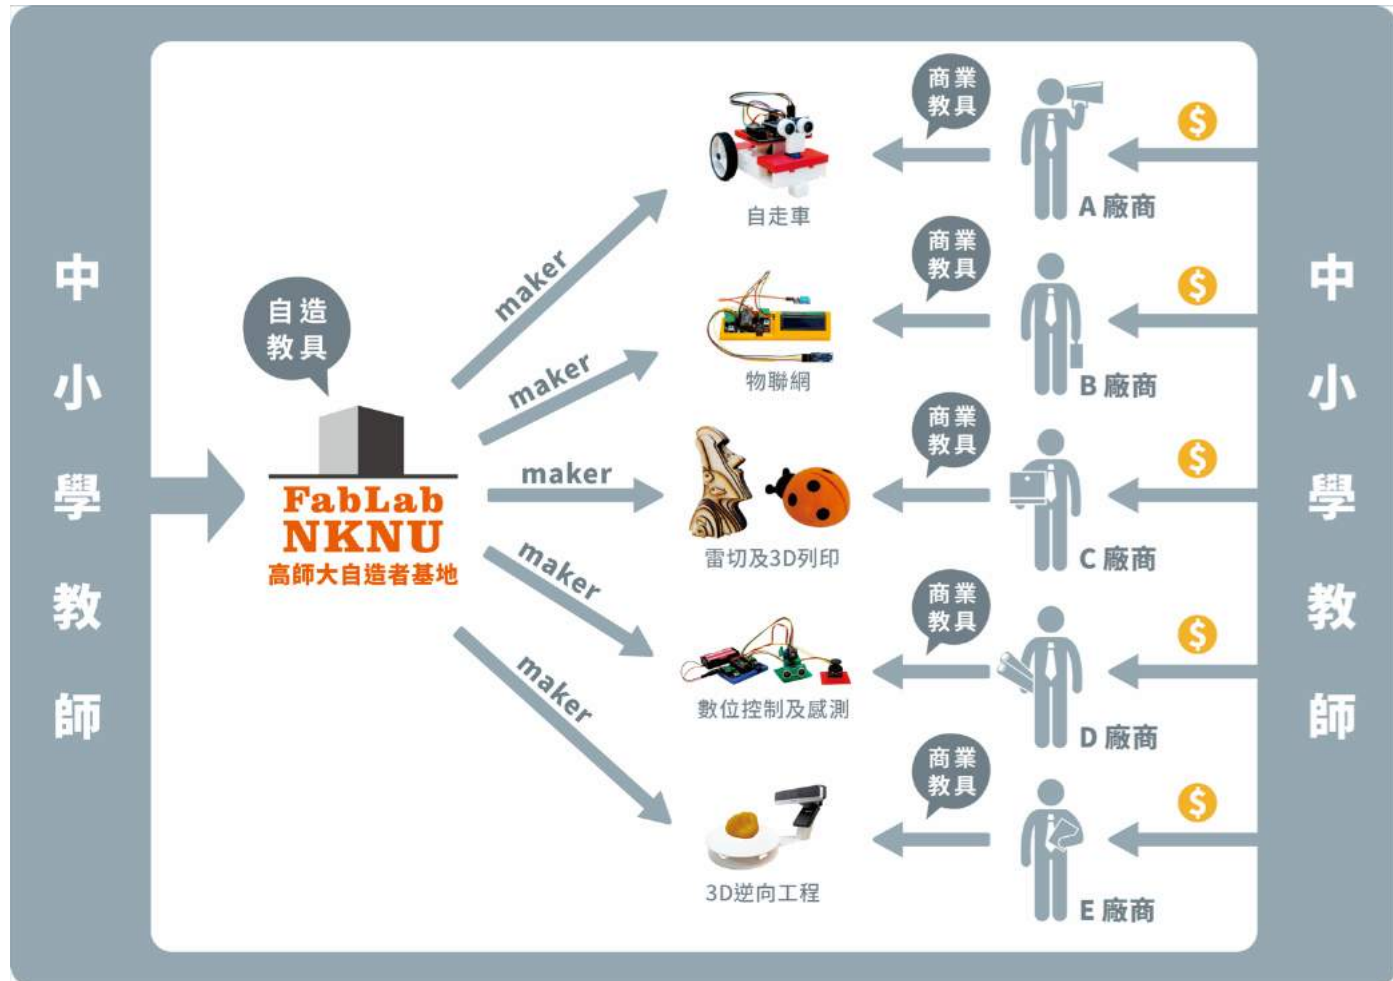 中
小
學
教
師
自造
教具
FabLab
NKNU
高師大自造者基地
maker
maker
maker
maker
maker
自走車
物聯網
雷切及3D列印
數位控制及感測
3D逆向工程
商業
教具
$
A 廠商
商業
教具
$
B 廠商
商業
教具
$
C 廠商
商業
教具
$
D 廠商
商業
教具
$
E 廠商
中
小
學
教
師